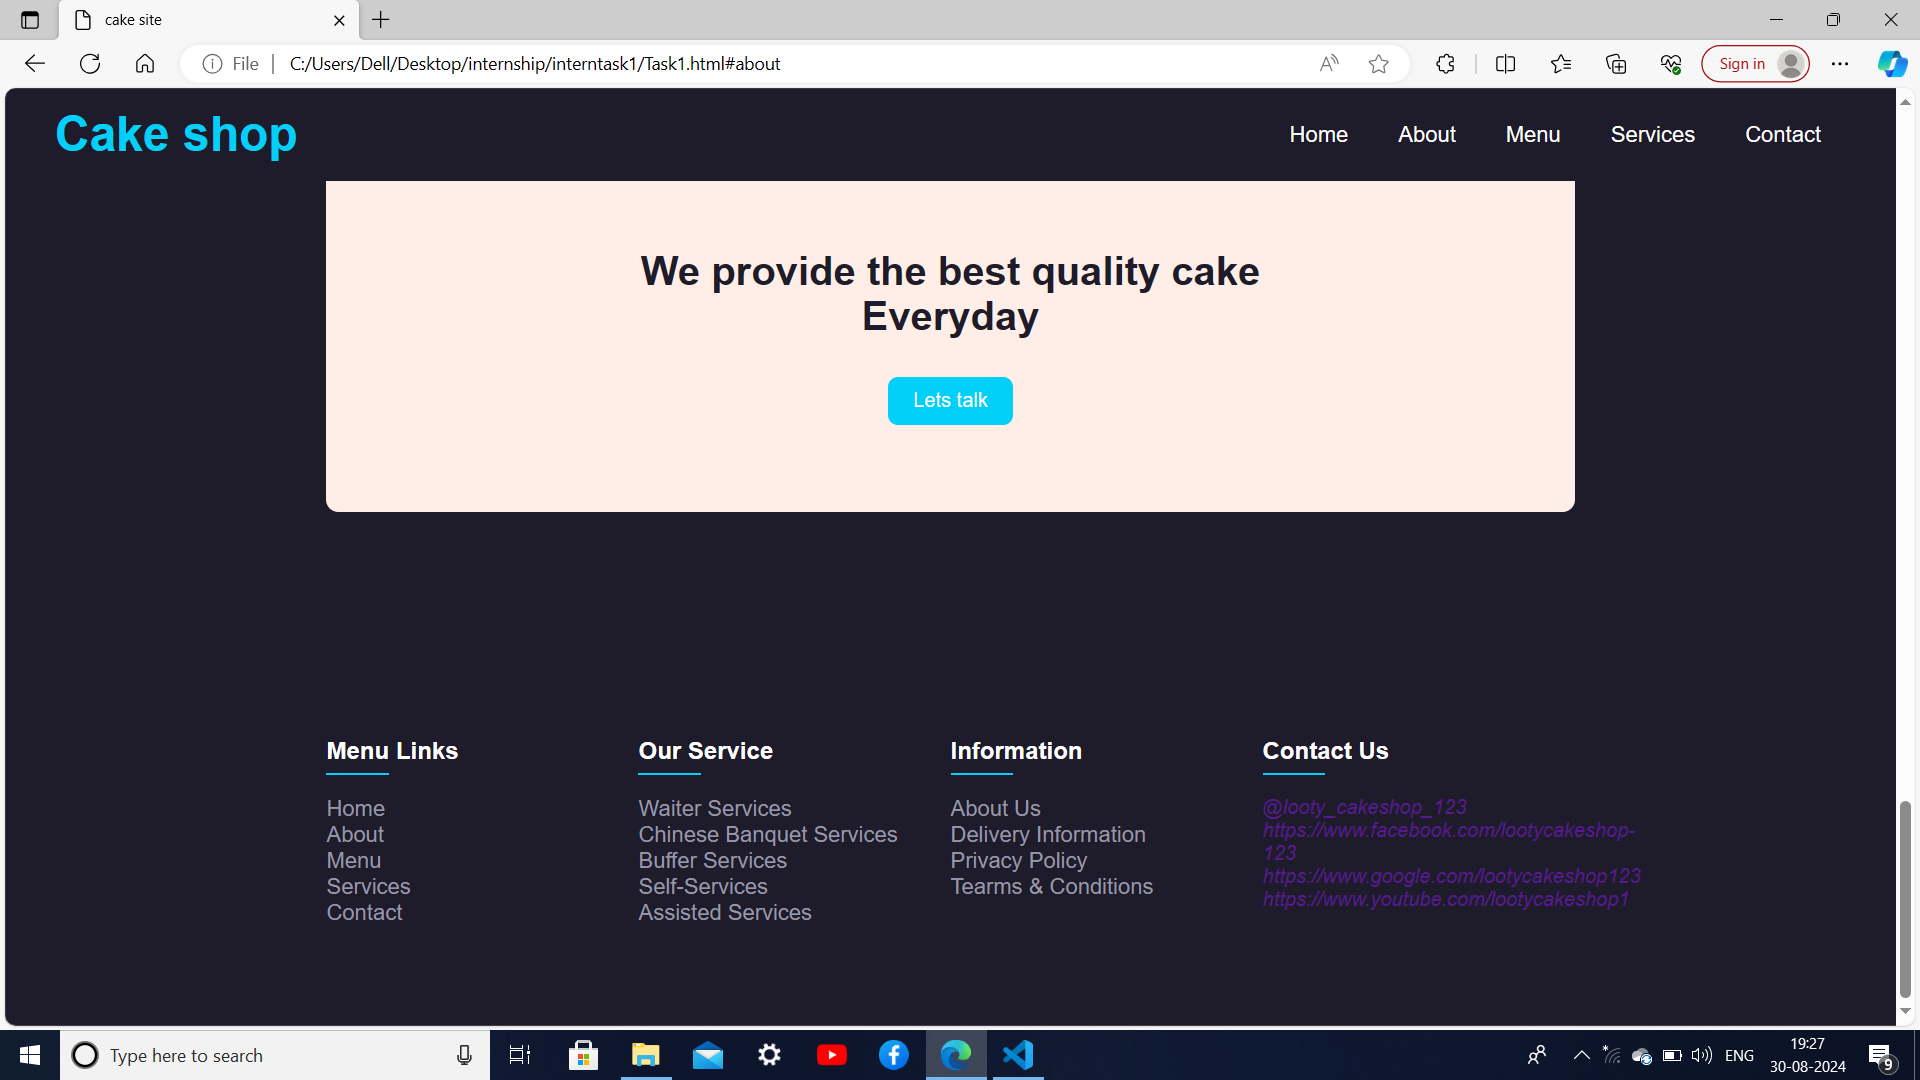 cake site
File
C:/Users/Dell/Desktop/internship/interntask1/Task1.html#about
Sign in
Cake shop
Home About Menu Services Contact
We provide the best quality cake
Everyday
Lets talk
Menu Links
Home
About
Menu
Services
Contact
Our Service
Waiter Services
Chinese Banquet Services
Buffer Services
Self-Services
Assisted Services
Information
About Us
Delivery Information
Privacy Policy
Tearms & Conditions
Contact Us
@looty_cakeshop_123
https://www.facebook.com/lootycakeshop-
123
https://www.google.com/lootycakeshop123
https://www.youtube.com/lootycakeshop1
Type here to search
ENG
19:27
30-08-2024
9